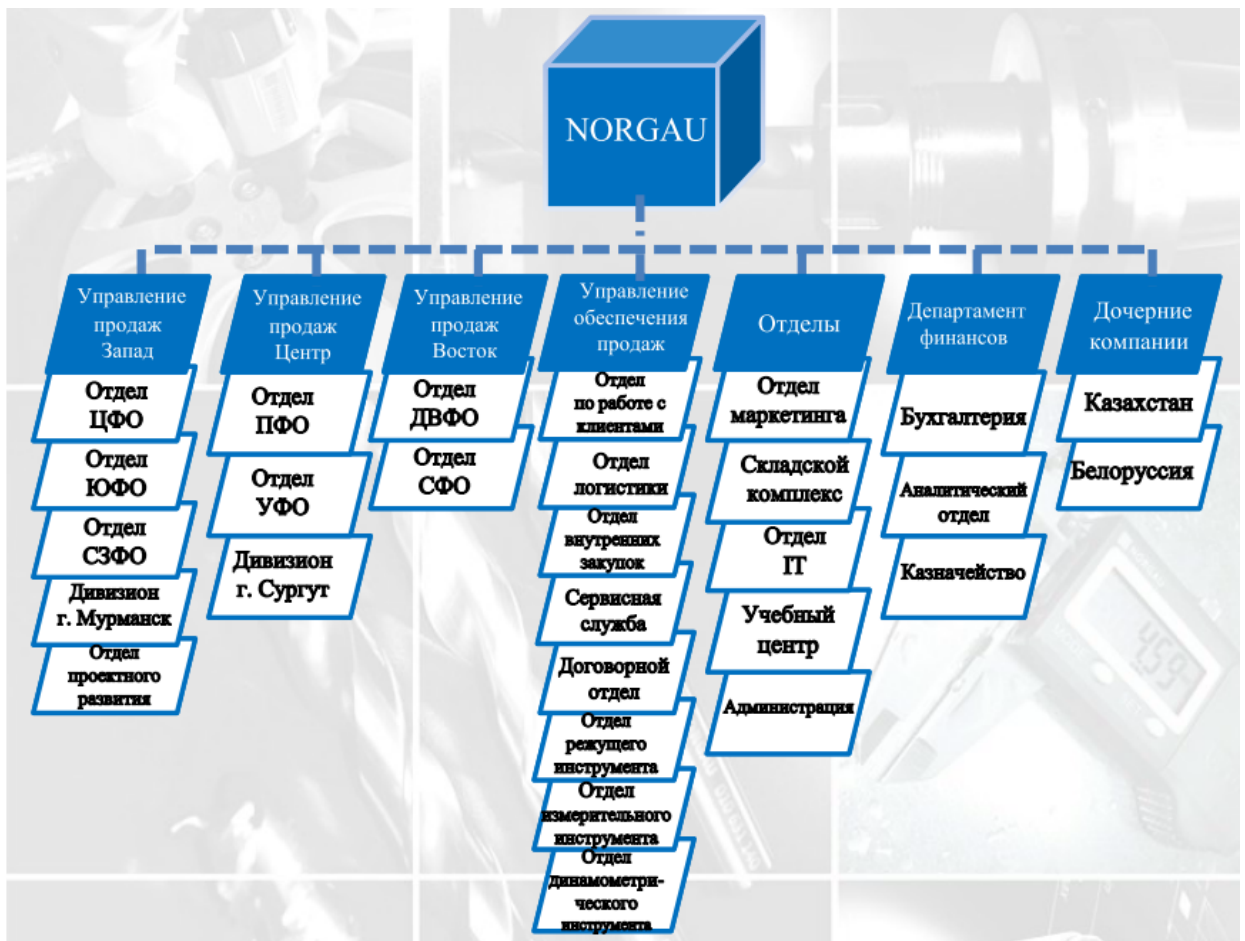 NORGAU
Управление
продаж
Запад
Отдел
ЦФО
Отдел
ЮФО
Отдел
СЗФО
Дивизион
г. Мурманск
Отдел
проектного
развития
Управление
продаж
Центр
Отдел
ПФО
Отдел
УФО
Дивизион
г. Сургут
Управление
продаж
Восток
Отдел
ДВФО
Отдел
СФО
Управление
обеспечения
продаж
Отдел
по работе с
клиентами
Отдел
логистики
Отдел
внутренних
закупок
Сервисная
служба
Договорной
отдел
Отдел
режущего
инструмента
Отдел
измерительного
инструмента
Отдел
динамометри-
ческого
инструмента
Отделы
Отдел
маркетинга
Складской
комплекс
Отдел
IT
Учебный
центр
Администрация
Департамент
финансов
Бухгалтерия
Аналитический
отдел
Казначейство
Дочерние
компании
Казахстан
Белоруссия
4.59